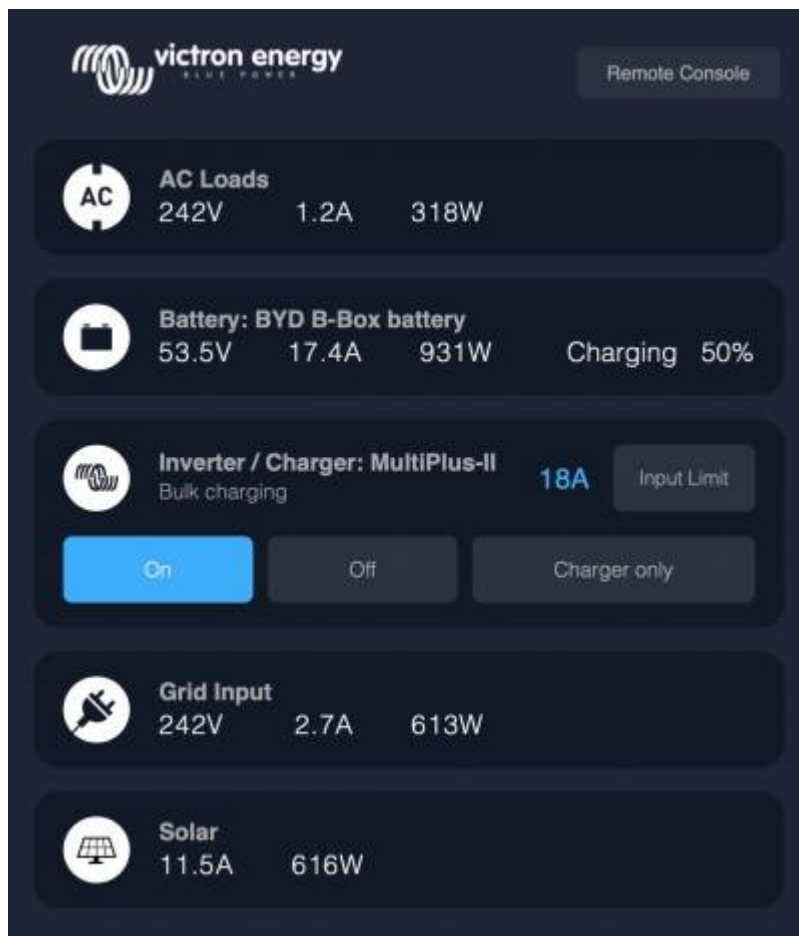 victron energy
BLUE POWER
Remote Console
AC
AC Loads
242V 1.2A 318W
Battery: BYD B-Box battery
53.5V 17.4A 931W Charging 50%
Inverter / Charger: MultiPlus-II
Bulk charging
18A
Input Limit
On Off Charger only
Grid Input
242V 2.7A 613W
Solar
11.5A 616W